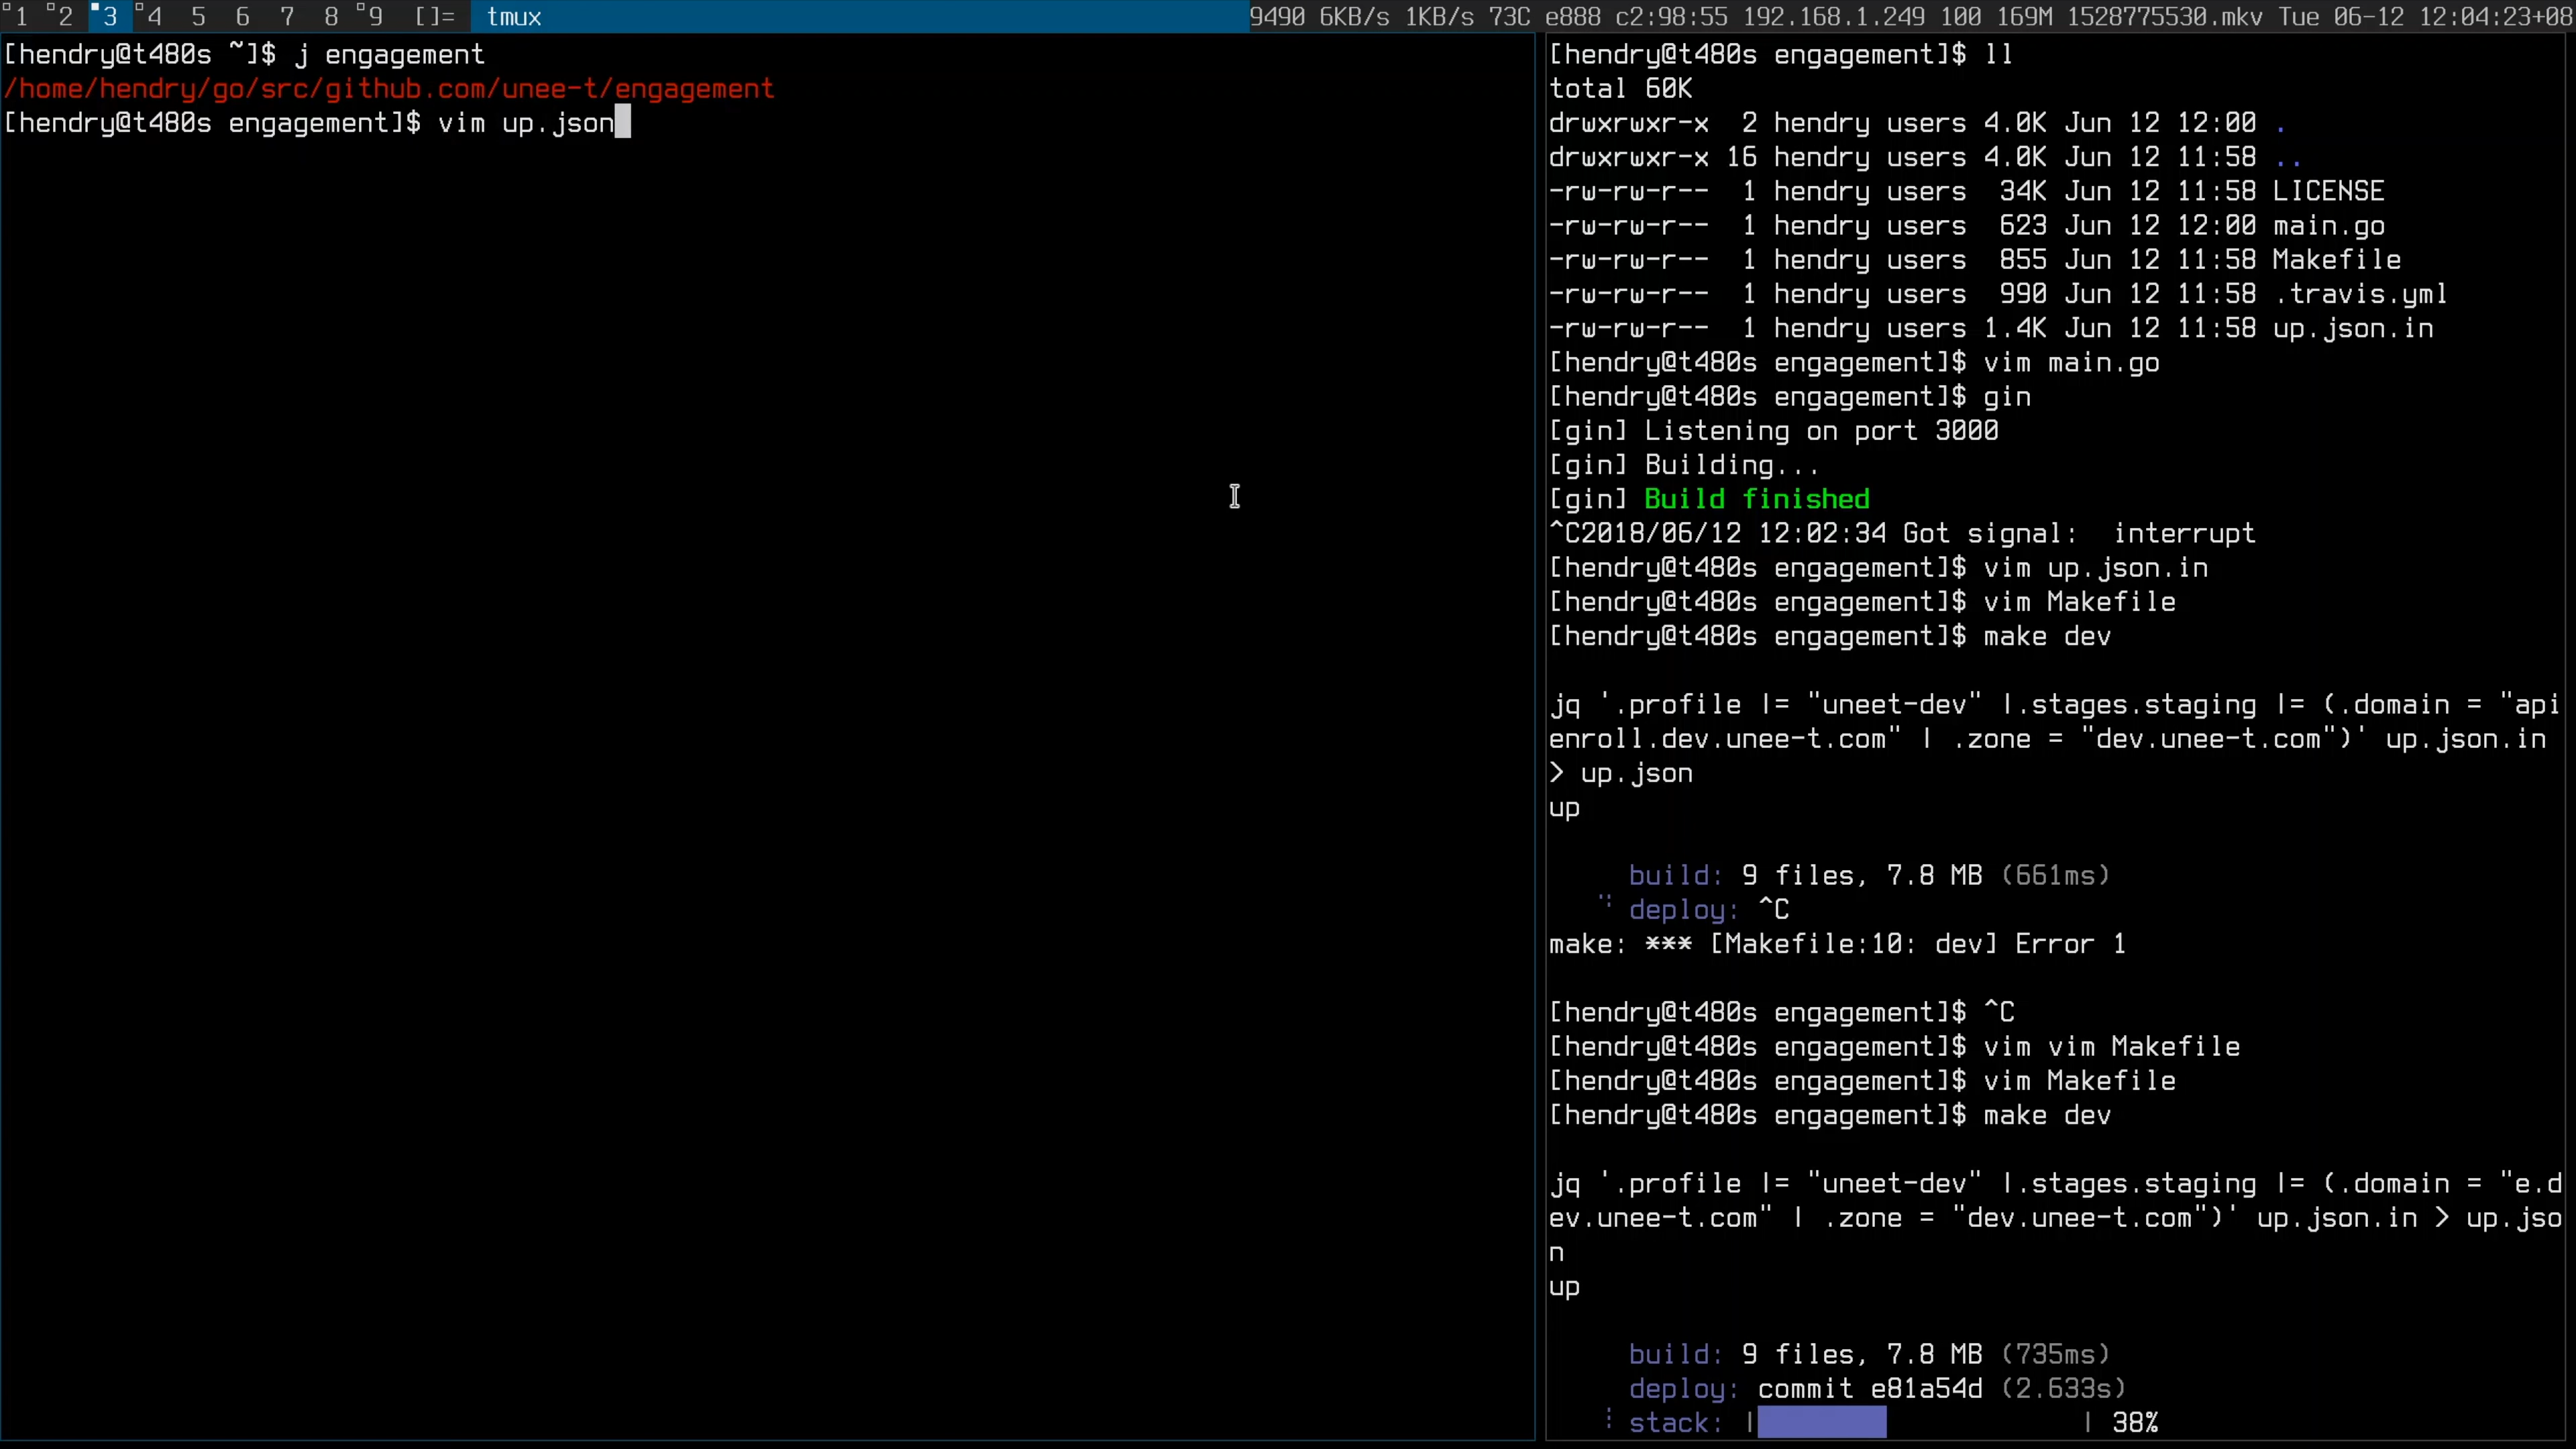 1 2 3 4 5 6 7 8 9 []= tmux 9490 6KB/s 1KB/s 73C e888 c2:98:55 192.168.1.249 100 169M 1528775530.mkv Tue 06-12 12:04:23+08
[hendry@t480s ~]$ j engagement
/home/hendry/go/src/github.com/unee-t/engagement
[hendry@t480s engagement]$ vim up.json
[hendry@t480s engagement]$ ll
total 60K
drwxrwxr-x  2 hendry users 4.0K Jun 12 12:00 .
drwxrwxr-x 16 hendry users 4.0K Jun 12 11:58 ..
-rw-rw-r--  1 hendry users  34K Jun 12 11:58 LICENSE
-rw-rw-r--  1 hendry users  623 Jun 12 12:00 main.go
-rw-rw-r--  1 hendry users  855 Jun 12 11:58 Makefile
-rw-rw-r--  1 hendry users  990 Jun 12 11:58 .travis.yml
-rw-rw-r--  1 hendry users 1.4K Jun 12 11:58 up.json.in
[hendry@t480s engagement]$ vim main.go
[hendry@t480s engagement]$ gin
[gin] Listening on port 3000
[gin] Building...
[gin] Build finished
^C2018/06/12 12:02:34 Got signal:  interrupt
[hendry@t480s engagement]$ vim up.json.in
[hendry@t480s engagement]$ vim Makefile
[hendry@t480s engagement]$ make dev
jq '.profile |= "uneet-dev" |.stages.staging |= (.domain = "api
enroll.dev.unee-t.com" | .zone = "dev.unee-t.com")' up.json.in
> up.json
up
build: 9 files, 7.8 MB (661ms)
deploy: ^C
make: *** [Makefile:10: dev] Error 1
[hendry@t480s engagement]$ ^C
[hendry@t480s engagement]$ vim vim Makefile
[hendry@t480s engagement]$ vim Makefile
[hendry@t480s engagement]$ make dev
jq '.profile |= "uneet-dev" |.stages.staging |= (.domain = "e.d
ev.unee-t.com" | .zone = "dev.unee-t.com")' up.json.in > up.jso
n
up
build: 9 files, 7.8 MB (735ms)
deploy: commit e81a54d (2.633s)
stack: | | 38%